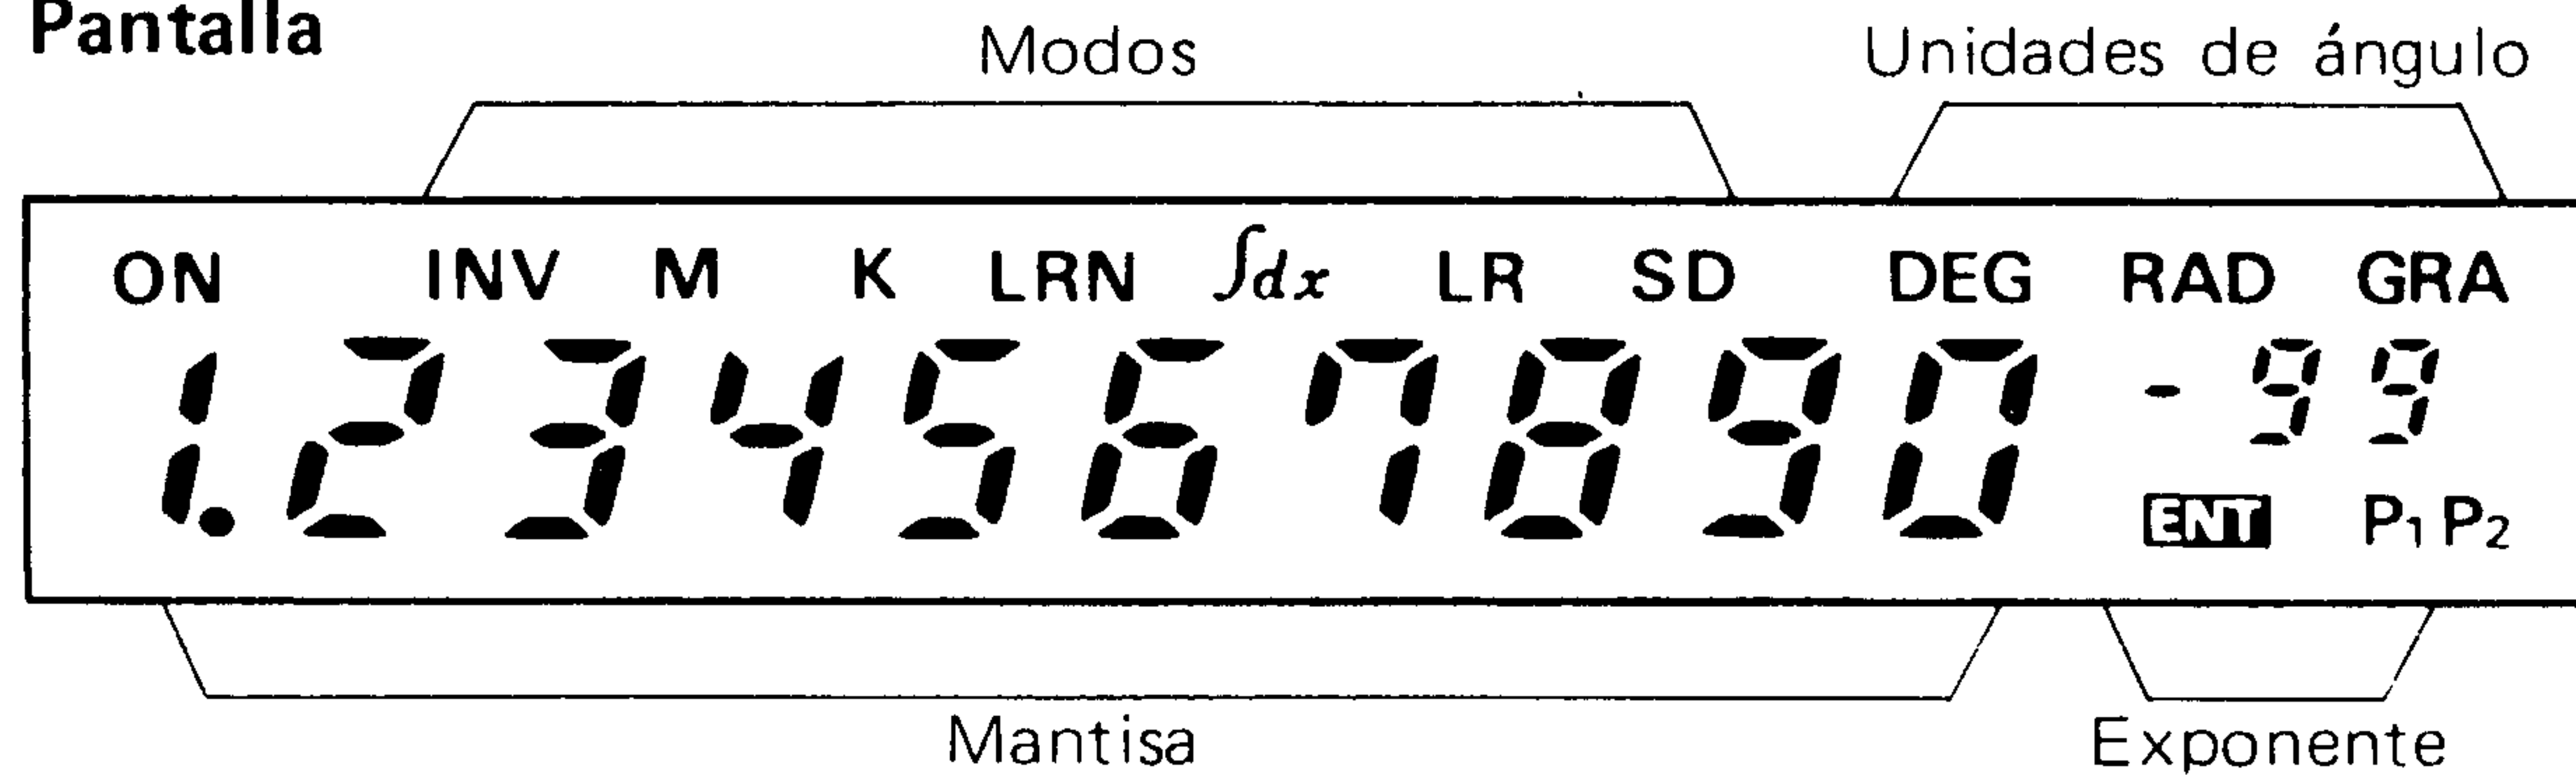 Pantalla
Modos Unidades de ángulo
ON INV M K LRN ∫dx LR SD DEG RAD GRA
1.234567890 -99
ENT P1 P2
Mantisa Exponente